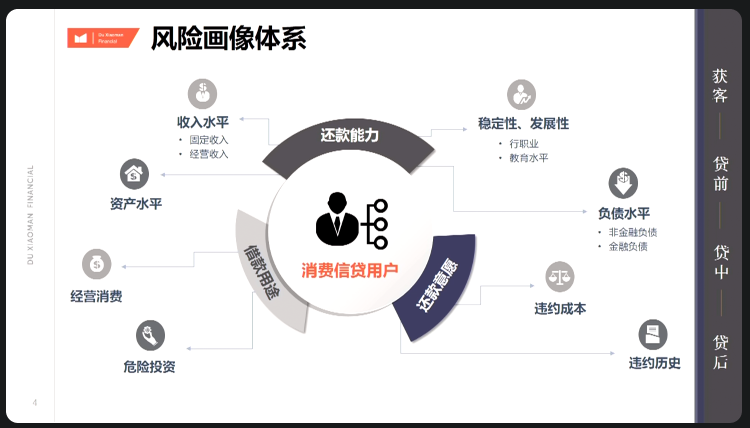 Du Xiaoman
Financial
风险画像体系
收入水平
• 固定收入
• 经营收入
还款能力
稳定性、发展性
• 行职业
• 教育水平
资产水平
负债水平
• 非金融负债
• 金融负债
消费信贷用户
借款用途
还款意愿
经营消费
违约成本
危险投资
违约历史
获客
贷前
贷中
贷后
DU XIAOMAN FINANCIAL
4